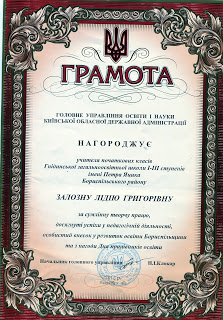 ГРАМОТА
ГОЛОВНЕ УПРАВЛІННЯ ОСВІТИ І НАУКИ
КИЇВСЬКОЇ ОБЛАСНОЇ ДЕРЖАВНОЇ АДМІНІСТРАЦІЇ
НАГОРОДЖУЄ
учителя початкових класів
загальноосвітньої школи І-ІІІ ступенів
імені Петра Яцика
Бориспільського району
ЗАЛОЗНУ ЛІДІЮ ГРИГОРІВНУ
за сумлінну творчу працю,
досягнуті успіхи у педагогічній діяльності,
особистий внесок у розвиток освіти Бориспільщини
та з нагоди Дня працівників освіти
Начальник головного управління